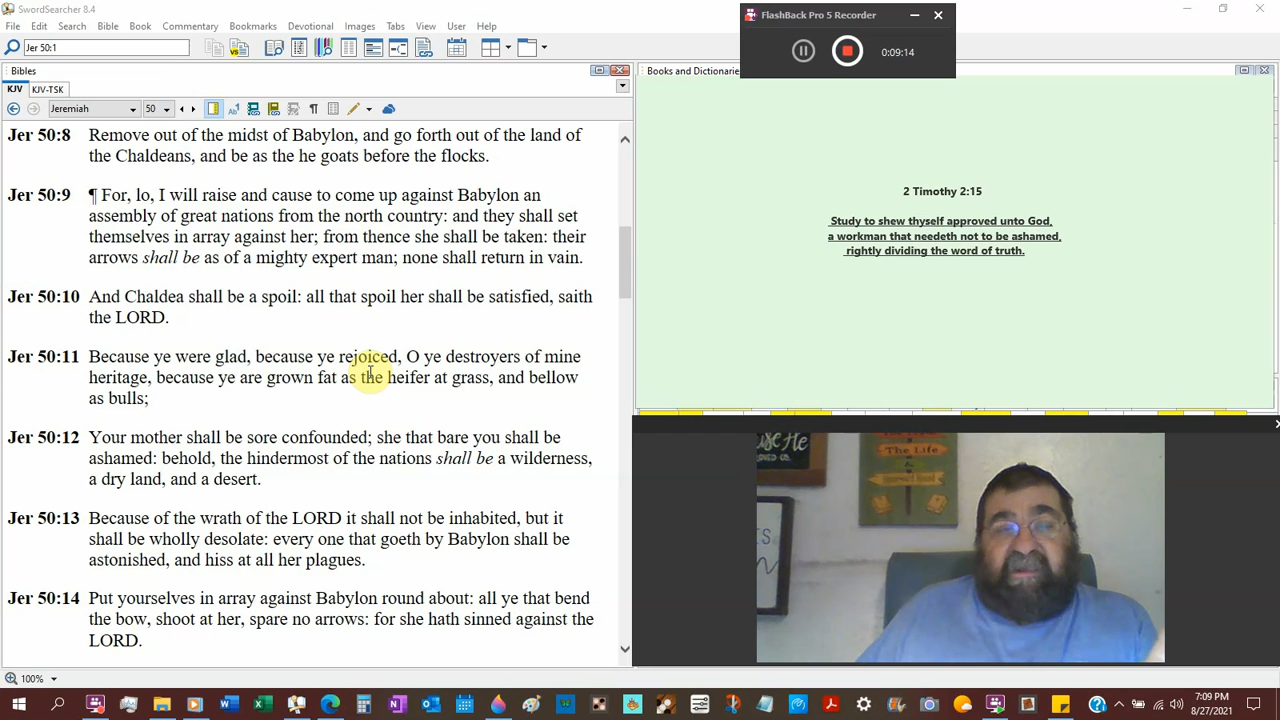 SwordSearcher 8.4
File Edit Bible Book Commentary Bookmarks Devotional Images Tabs View User Help
Jer 50:1
Bibles
KJV KJV-TSK
Jeremiah 50
Jer 50:8 Remove out of the midst of Babylon, and go forth out of the land of
the Chaldeans, and be as the he goats before the flocks.
Jer 50:9 ¶ For, lo, I will raise and cause to come up against Babylon an
assembly of great nations from the north country: and they shall set
themselves in array against her; from thence she shall be taken: their
arrows shall be as of a mighty expert man; none shall return in vain.
Jer 50:10 And Chaldea shall be a spoil: all that spoil her shall be satisfied, saith
the LORD.
Jer 50:11 Because ye were glad, because ye rejoiced, O ye destroyers of mine
heritage, because ye are grown fat as the heifer at grass, and bellow
as bulls;
Jer 50:12 Your mother shall be sore confounded; she that bare you shall be
ashamed: behold, the hindermost of the nations shall be a wilderness,
a dry land, and a desert.
Jer 50:13 Because of the wrath of the LORD it shall not be inhabited, but it
shall be wholly desolate: every one that goeth by Babylon shall be
astonished, and hiss at all her plagues.
Jer 50:14 Put yourselves in array against Babylon round about: all ye that bend
the bow, shoot at her, spare no arrows: for she hath sinned against the
LORD.
100%
FlashBack Pro 5 Recorder
0:09:14
Books and Dictionarie
2 Timothy 2:15
Study to shew thyself approved unto God,
a workman that needeth not to be ashamed,
rightly dividing the word of truth.
The Life
7:09 PM
8/27/2021